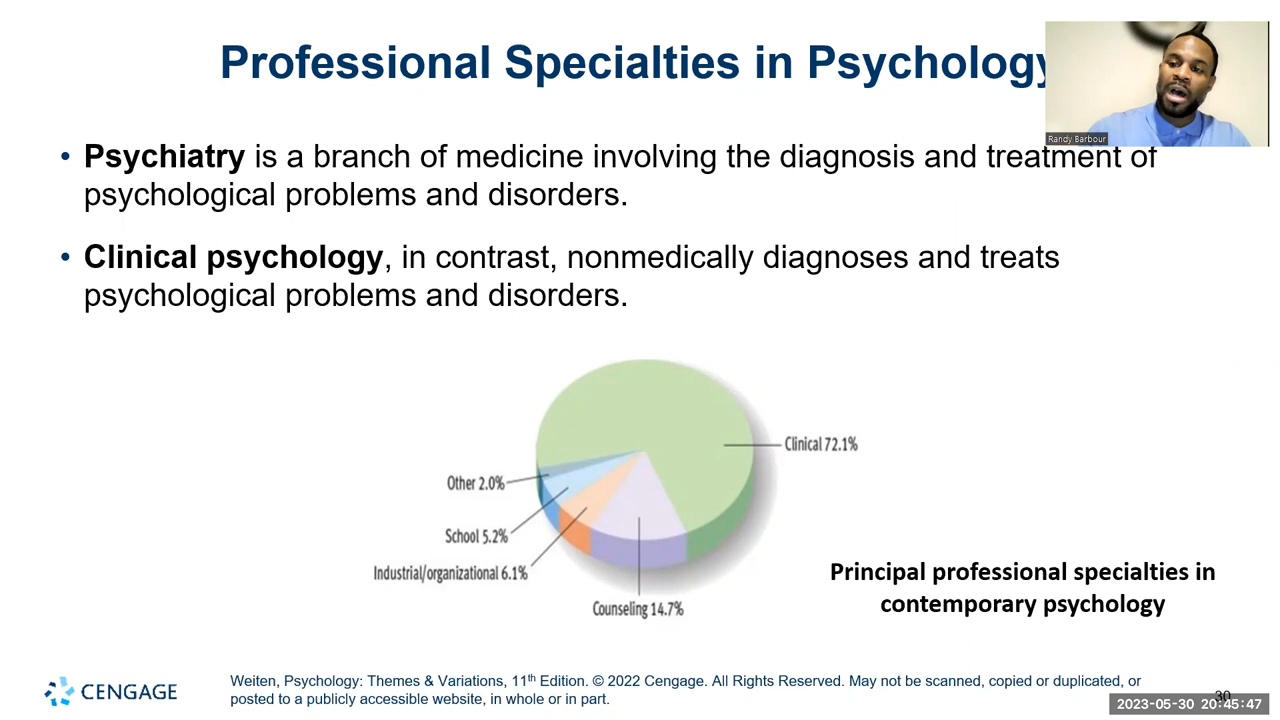 Professional Specialties in Psychology
Randy Barbour
• Psychiatry is a branch of medicine involving the diagnosis and treatment of
psychological problems and disorders.
• Clinical psychology, in contrast, nonmedically diagnoses and treats
psychological problems and disorders.
Clinical 72.1%
Other 2.0%
School 5.2%
Industrial/organizational 6.1%
Counseling 14.7%
Principal professional specialties in
contemporary psychology
CENGAGE
Weiten, Psychology: Themes & Variations, 11th Edition. © 2022 Cengage. All Rights Reserved. May not be scanned, copied or duplicated, or
posted to a publicly accessible website, in whole or in part.
30
2023-05-30 20:45:47